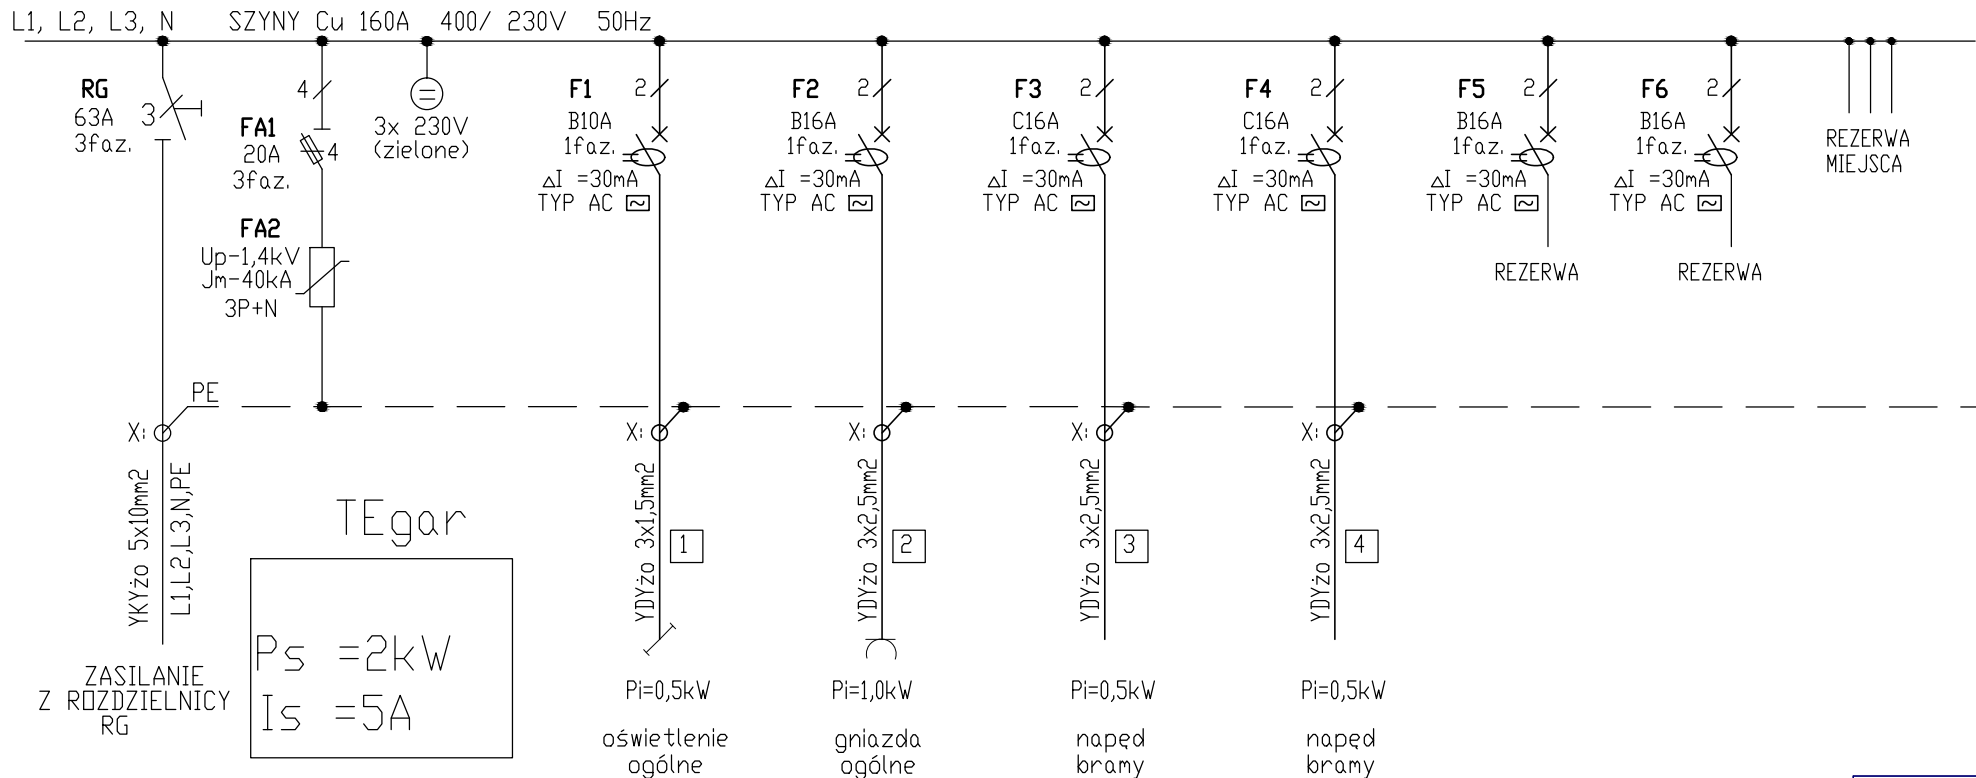 L1, L2, L3, N SZYNY Cu 160A 400/ 230V 50Hz
RG
63A
3faz.
3
4
FA1
20A
3faz.
4
FA2
Up-1,4kV
Jm-40kA
3P+N
3x 230V
(zielone)
F1
2
B10A
1faz.
ΔI =30mA
TYP AC ~
F2
2
B16A
1faz.
ΔI =30mA
TYP AC ~
F3
2
C16A
1faz.
ΔI =30mA
TYP AC ~
F4
2
C16A
1faz.
ΔI =30mA
TYP AC ~
F5
2
B16A
1faz.
ΔI =30mA
TYP AC ~
REZERWA
F6
2
B16A
1faz.
ΔI =30mA
TYP AC ~
REZERWA
REZERWA
MIEJSCA
PE
X:
X:
X:
X:
X:
YKYżo 5x10mm2
L1,L2,L3,N,PE
ZASILANIE
Z ROZDZIELNICY
RG
TEgar
Ps =2kW
Is =5A
YDYżo 3x1,5mm2
1
Pi=0,5kW
oświetlenie
ogólne
YDYżo 3x2,5mm2
2
Pi=1,0kW
gniazda
ogólne
YDYżo 3x2,5mm2
3
Pi=0,5kW
napęd
bramy
YDYżo 3x2,5mm2
4
Pi=0,5kW
napęd
bramy